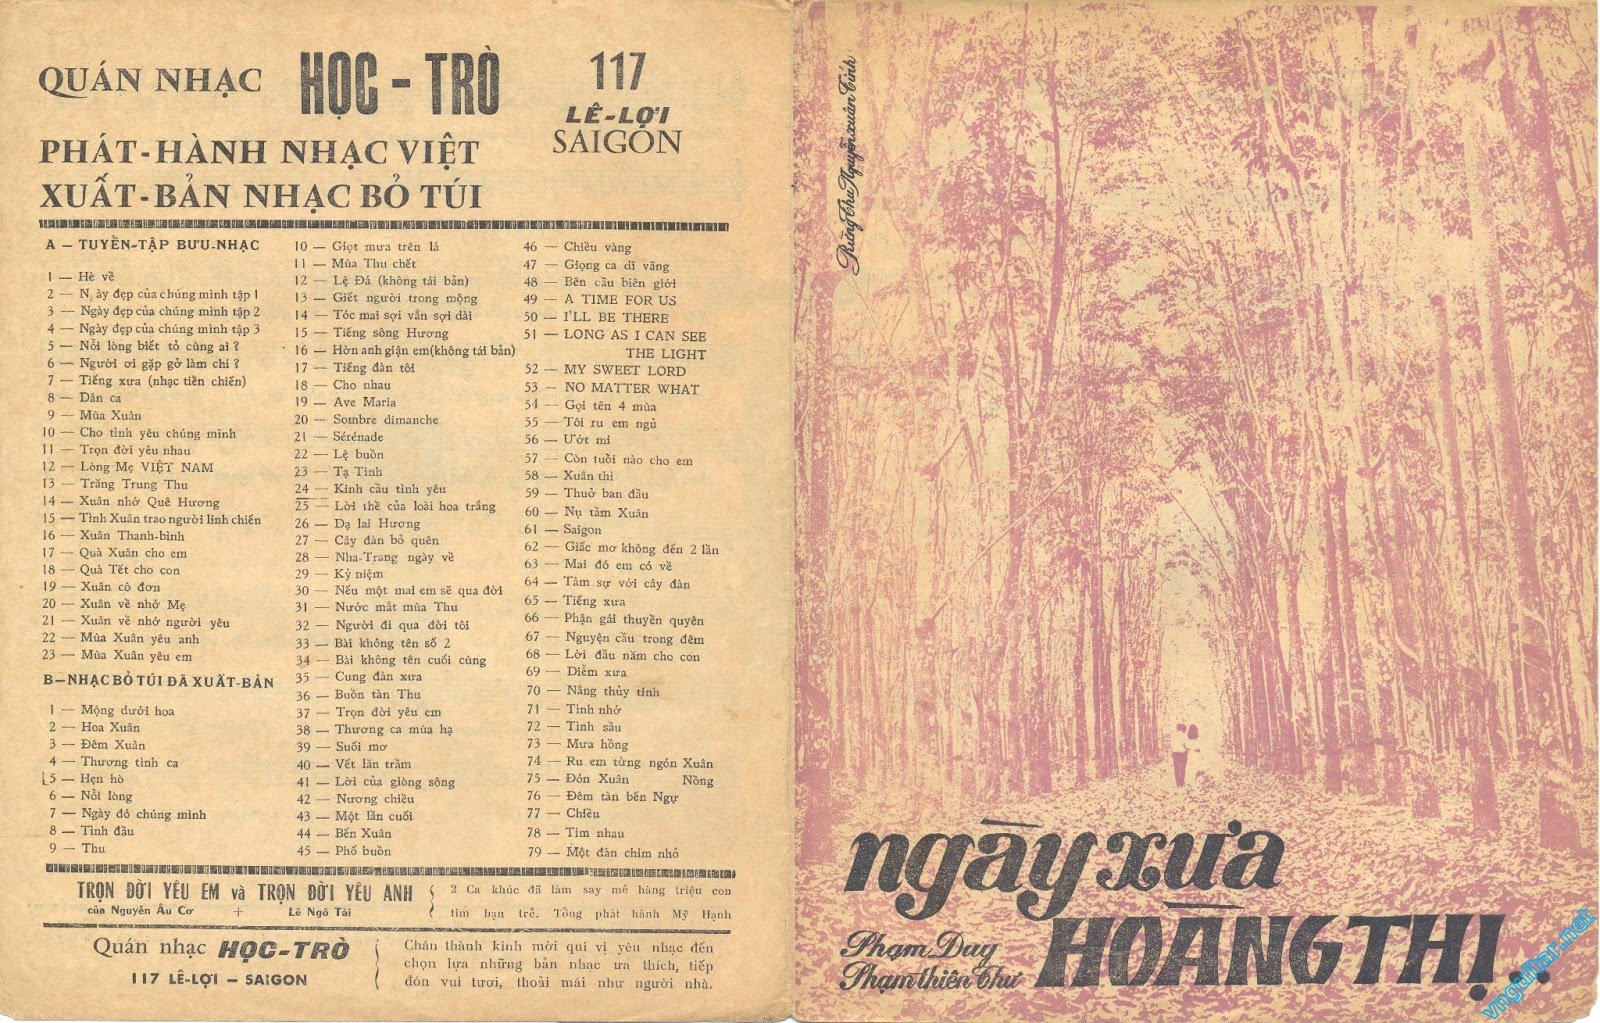 QUÁN NHẠC HỌC - TRÒ
117
LÊ-LỢI
SAIGON
PHÁT-HÀNH NHẠC VIỆT
XUẤT-BẢN NHẠC BỎ TÚI
A — TUYỂN-TẬP BƯU-NHẠC
1 — Hè về
2 — Ngày đẹp của chúng mình tập 1
3 — Ngày đẹp của chúng mình tập 2
4 — Ngày đẹp của chúng mình tập 3
5 — Nỗi lòng biết tỏ cùng ai ?
6 — Người ơi gặp gỡ làm chi ?
7 — Tiếng xưa (nhạc tiền chiến)
8 — Dân ca
9 — Mùa Xuân
10 — Cho tình yêu chúng mình
11 — Trọn đời yêu nhau
12 — Lòng Mẹ VIỆT NAM
13 — Trăng Trung Thu
14 — Xuân nhớ Quê Hương
15 — Tình Xuân trao người lính chiến
16 — Xuân Thanh-bình
17 — Quà Xuân cho em
18 — Quà Tết cho con
19 — Xuân cô đơn
20 — Xuân về nhớ Mẹ
21 — Xuân về nhớ người yêu
22 — Mùa Xuân yêu anh
23 — Mùa Xuân yêu em
B — NHẠC BỎ TÚI ĐÃ XUẤT-BẢN
1 — Mộng dưới hoa
2 — Hoa Xuân
3 — Đêm Xuân
4 — Thương tình ca
5 — Hẹn hò
6 — Nỗi lòng
7 — Ngày đó chúng mình
8 — Tình đầu
9 — Thu
10 — Giọt mưa trên lá
11 — Mùa Thu chết
12 — Lệ Đá (không tái bản)
13 — Giết người trong mộng
14 — Tóc mai sợi vắn sợi dài
15 — Tiếng sông Hương
16 — Hờn anh giận em (không tái bản)
17 — Tiếng đàn tôi
18 — Cho nhau
19 — Ave Maria
20 — Sombre dimanche
21 — Sérénade
22 — Lệ buồn
23 — Tạ Tình
24 — Kinh cầu tình yêu
25 — Lời thề của loài hoa trắng
26 — Dạ lai Hương
27 — Cây đàn bỏ quên
28 — Nha-Trang ngày về
29 — Kỷ niệm
30 — Nếu một mai em sẽ qua đời
31 — Nước mắt mùa Thu
32 — Người đi qua đời tôi
33 — Bài không tên số 2
34 — Bài không tên cuối cùng
35 — Cung đàn xưa
36 — Buồn tàn Thu
37 — Trọn đời yêu em
38 — Thương ca mùa hạ
39 — Suối mơ
40 — Vết lăn trầm
41 — Lời của giòng sông
42 — Nương chiều
43 — Một lần cuối
44 — Bến Xuân
45 — Phố buồn
46 — Chiều vàng
47 — Giọng ca dĩ vãng
48 — Bên cầu biên giới
49 — A TIME FOR US
50 — I'LL BE THERE
51 — LONG AS I CAN SEE
THE LIGHT
52 — MY SWEET LORD
53 — NO MATTER WHAT
54 — Gọi tên 4 mùa
55 — Tôi ru em ngủ
56 — Ướt mi
57 — Còn tuổi nào cho em
58 — Xuân thì
59 — Thuở ban đầu
60 — Nụ tầm Xuân
61 — Saigon
62 — Giấc mơ không đến 2 lần
63 — Mai đó em có về
64 — Tâm sự với cây đàn
65 — Tiếng xưa
66 — Phận gái thuyền quyên
67 — Nguyện cầu trong đêm
68 — Lời đầu năm cho con
69 — Diễm xưa
70 — Nắng thủy tinh
71 — Tình nhớ
72 — Tình sầu
73 — Mưa hồng
74 — Ru em từng ngón Xuân
75 — Đón Xuân Nồng
76 — Đêm tàn bến Ngự
77 — Chiều
78 — Tìm nhau
79 — Một đàn chim nhỏ
TRỌN ĐỜI YÊU EM và TRỌN ĐỜI YÊU ANH
của Nguyễn Âu Cơ + Lê Ngô Tài
2 Ca khúc đã làm say mê hàng triệu con
tim bạn trẻ. Tổng phát hành Mỹ Hạnh
Quán nhạc HỌC-TRÒ
117 LÊ-LỢI — SAIGON
Chân thành kính mời quí vị yêu nhạc đến
chọn lựa những bản nhạc ưa thích, tiếp
đón vui tươi, thoải mái như người nhà.
Rừng Thu Nguyễn xuân Tính
ngày xưa
HOÀNG THỊ...
Phạm Duy
Phạm thiên Thư
vnguitar.net